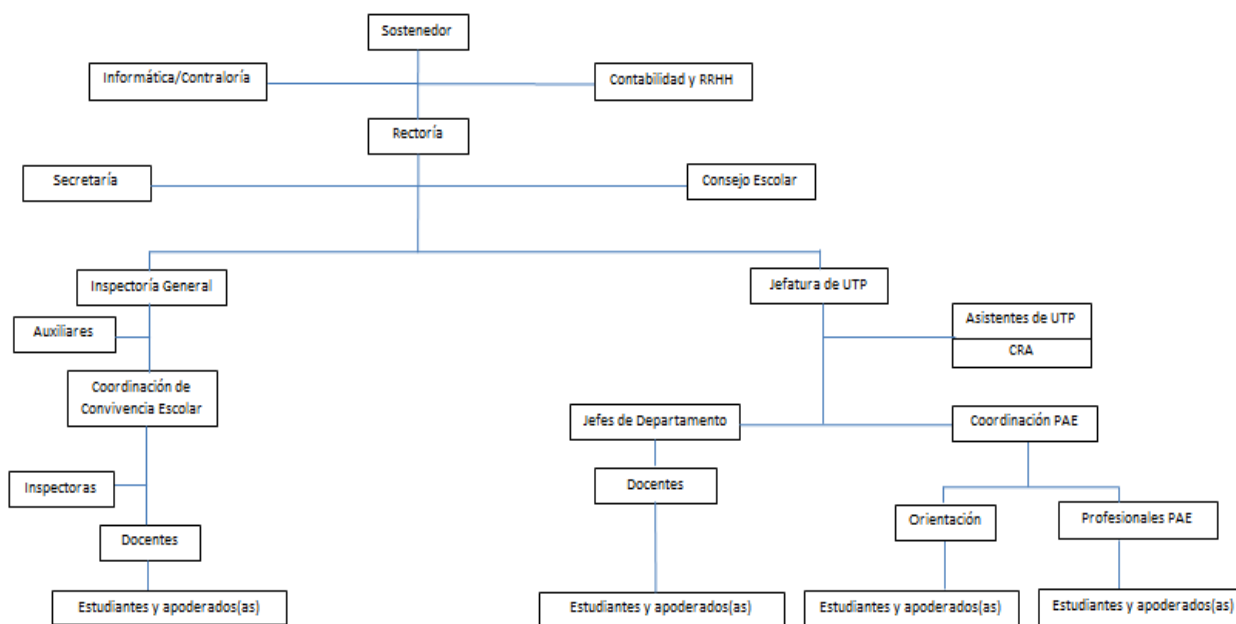 Sostenedor
Informática/Contraloría
Contabilidad y RRHH
Rectoría
Secretaría
Consejo Escolar
Inspectoría General
Jefatura de UTP
Auxiliares
Asistentes de UTP
CRA
Coordinación de
Convivencia Escolar
Jefes de Departamento
Coordinación PAE
Inspectoras
Docentes
Orientación
Profesionales PAE
Docentes
Estudiantes y apoderados(as)
Estudiantes y apoderados(as)
Estudiantes y apoderados(as)
Estudiantes y apoderados(as)